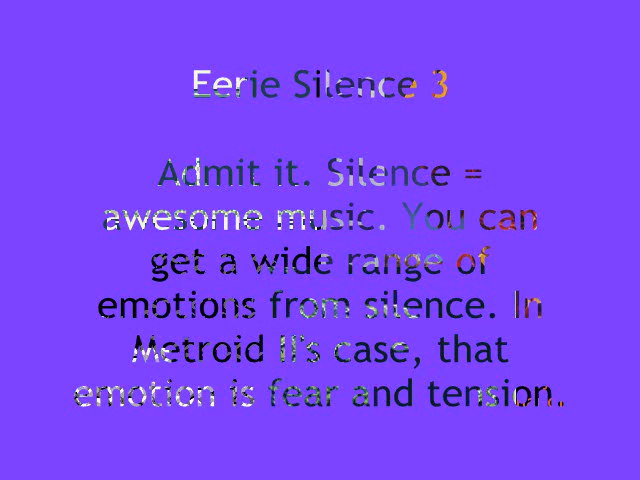 Eerie Silence 3
Admit it. Silence =
awesome music. You can
get a wide range of
emotions from silence. In
Metroid II's case, that
emotion is fear and tension.